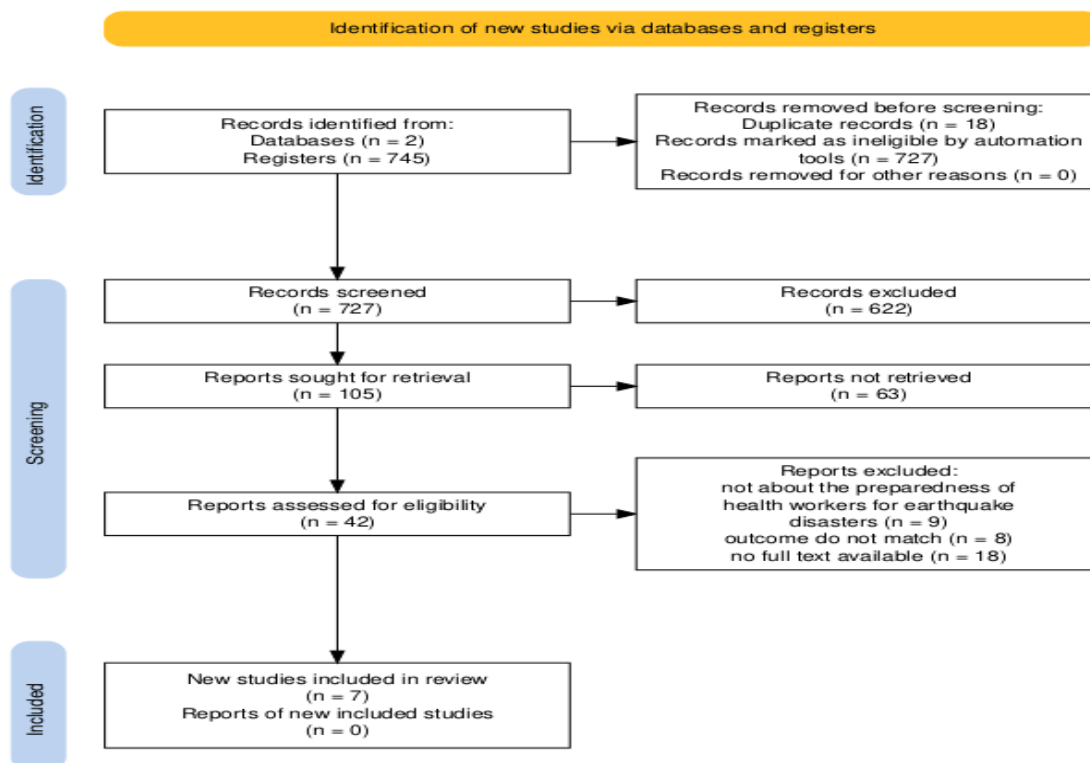 Identification of new studies via databases and registers
Identification
Records identified from:
Databases (n = 2)
Registers (n = 745)
Records removed before screening:
Duplicate records (n = 18)
Records marked as ineligible by automation
tools (n = 727)
Records removed for other reasons (n = 0)
Screening
Records screened
(n = 727)
Records excluded
(n = 622)
Reports sought for retrieval
(n = 105)
Reports not retrieved
(n = 63)
Reports assessed for eligibility
(n = 42)
Reports excluded:
not about the preparedness of
health workers for earthquake
disasters (n = 9)
outcome do not match (n = 8)
no full text available (n = 18)
Included
New studies included in review
(n = 7)
Reports of new included studies
(n = 0)